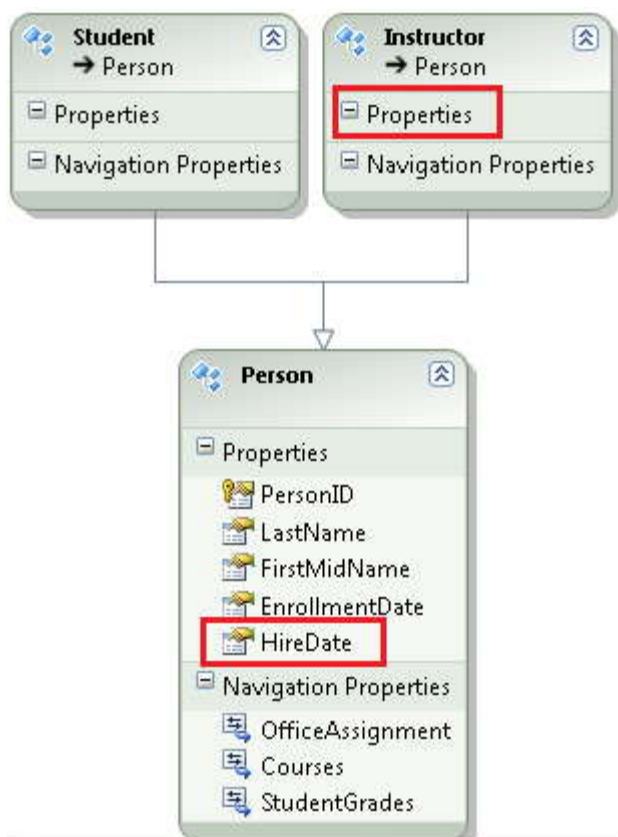 Student
➔ Person
Properties
Navigation Properties
Instructor
➔ Person
Properties
Navigation Properties
Person
Properties
PersonID
LastName
FirstMidName
EnrollmentDate
HireDate
Navigation Properties
OfficeAssignment
Courses
StudentGrades